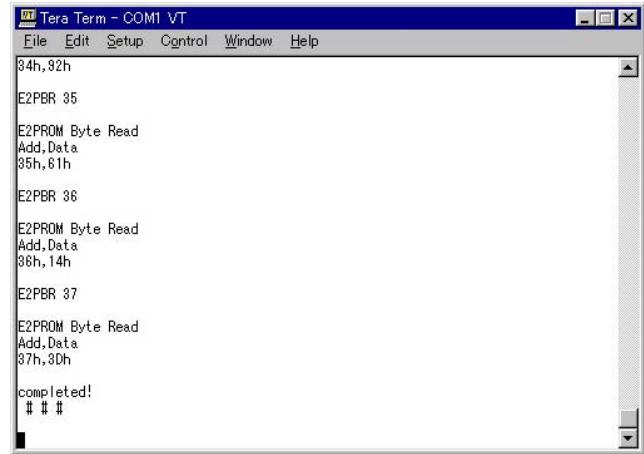 Tera Term - COM1 VT
File Edit Setup Control Window Help
34h,92h
E2PBR 35
E2PROM Byte Read
Add,Data
35h,61h
E2PBR 36
E2PROM Byte Read
Add,Data
36h,14h
E2PBR 37
E2PROM Byte Read
Add,Data
37h,3Dh
completed!
# # #